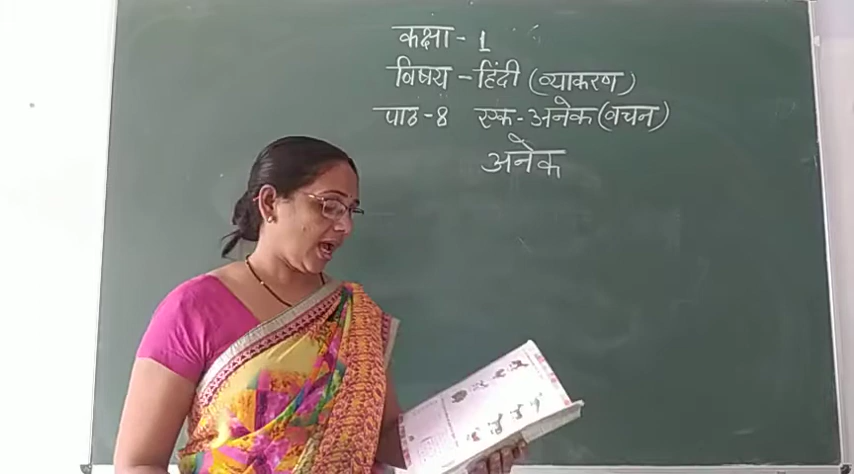 कक्षा - 1
विषय - हिंदी (व्याकरण)
पाठ - 8 एक - अनेक (वचन)
अनेक